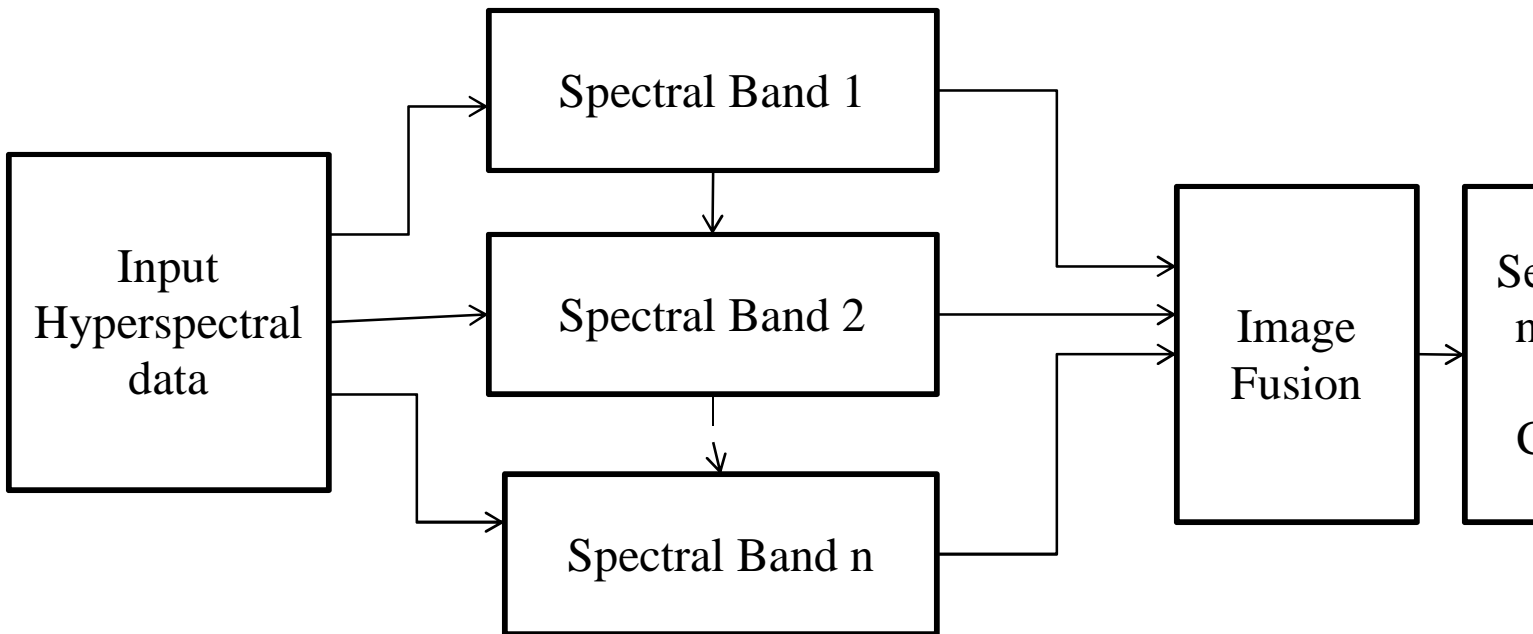 Spectral Band 1
Input
Hyperspectral
data
Spectral Band 2
Spectral Band n
Image
Fusion